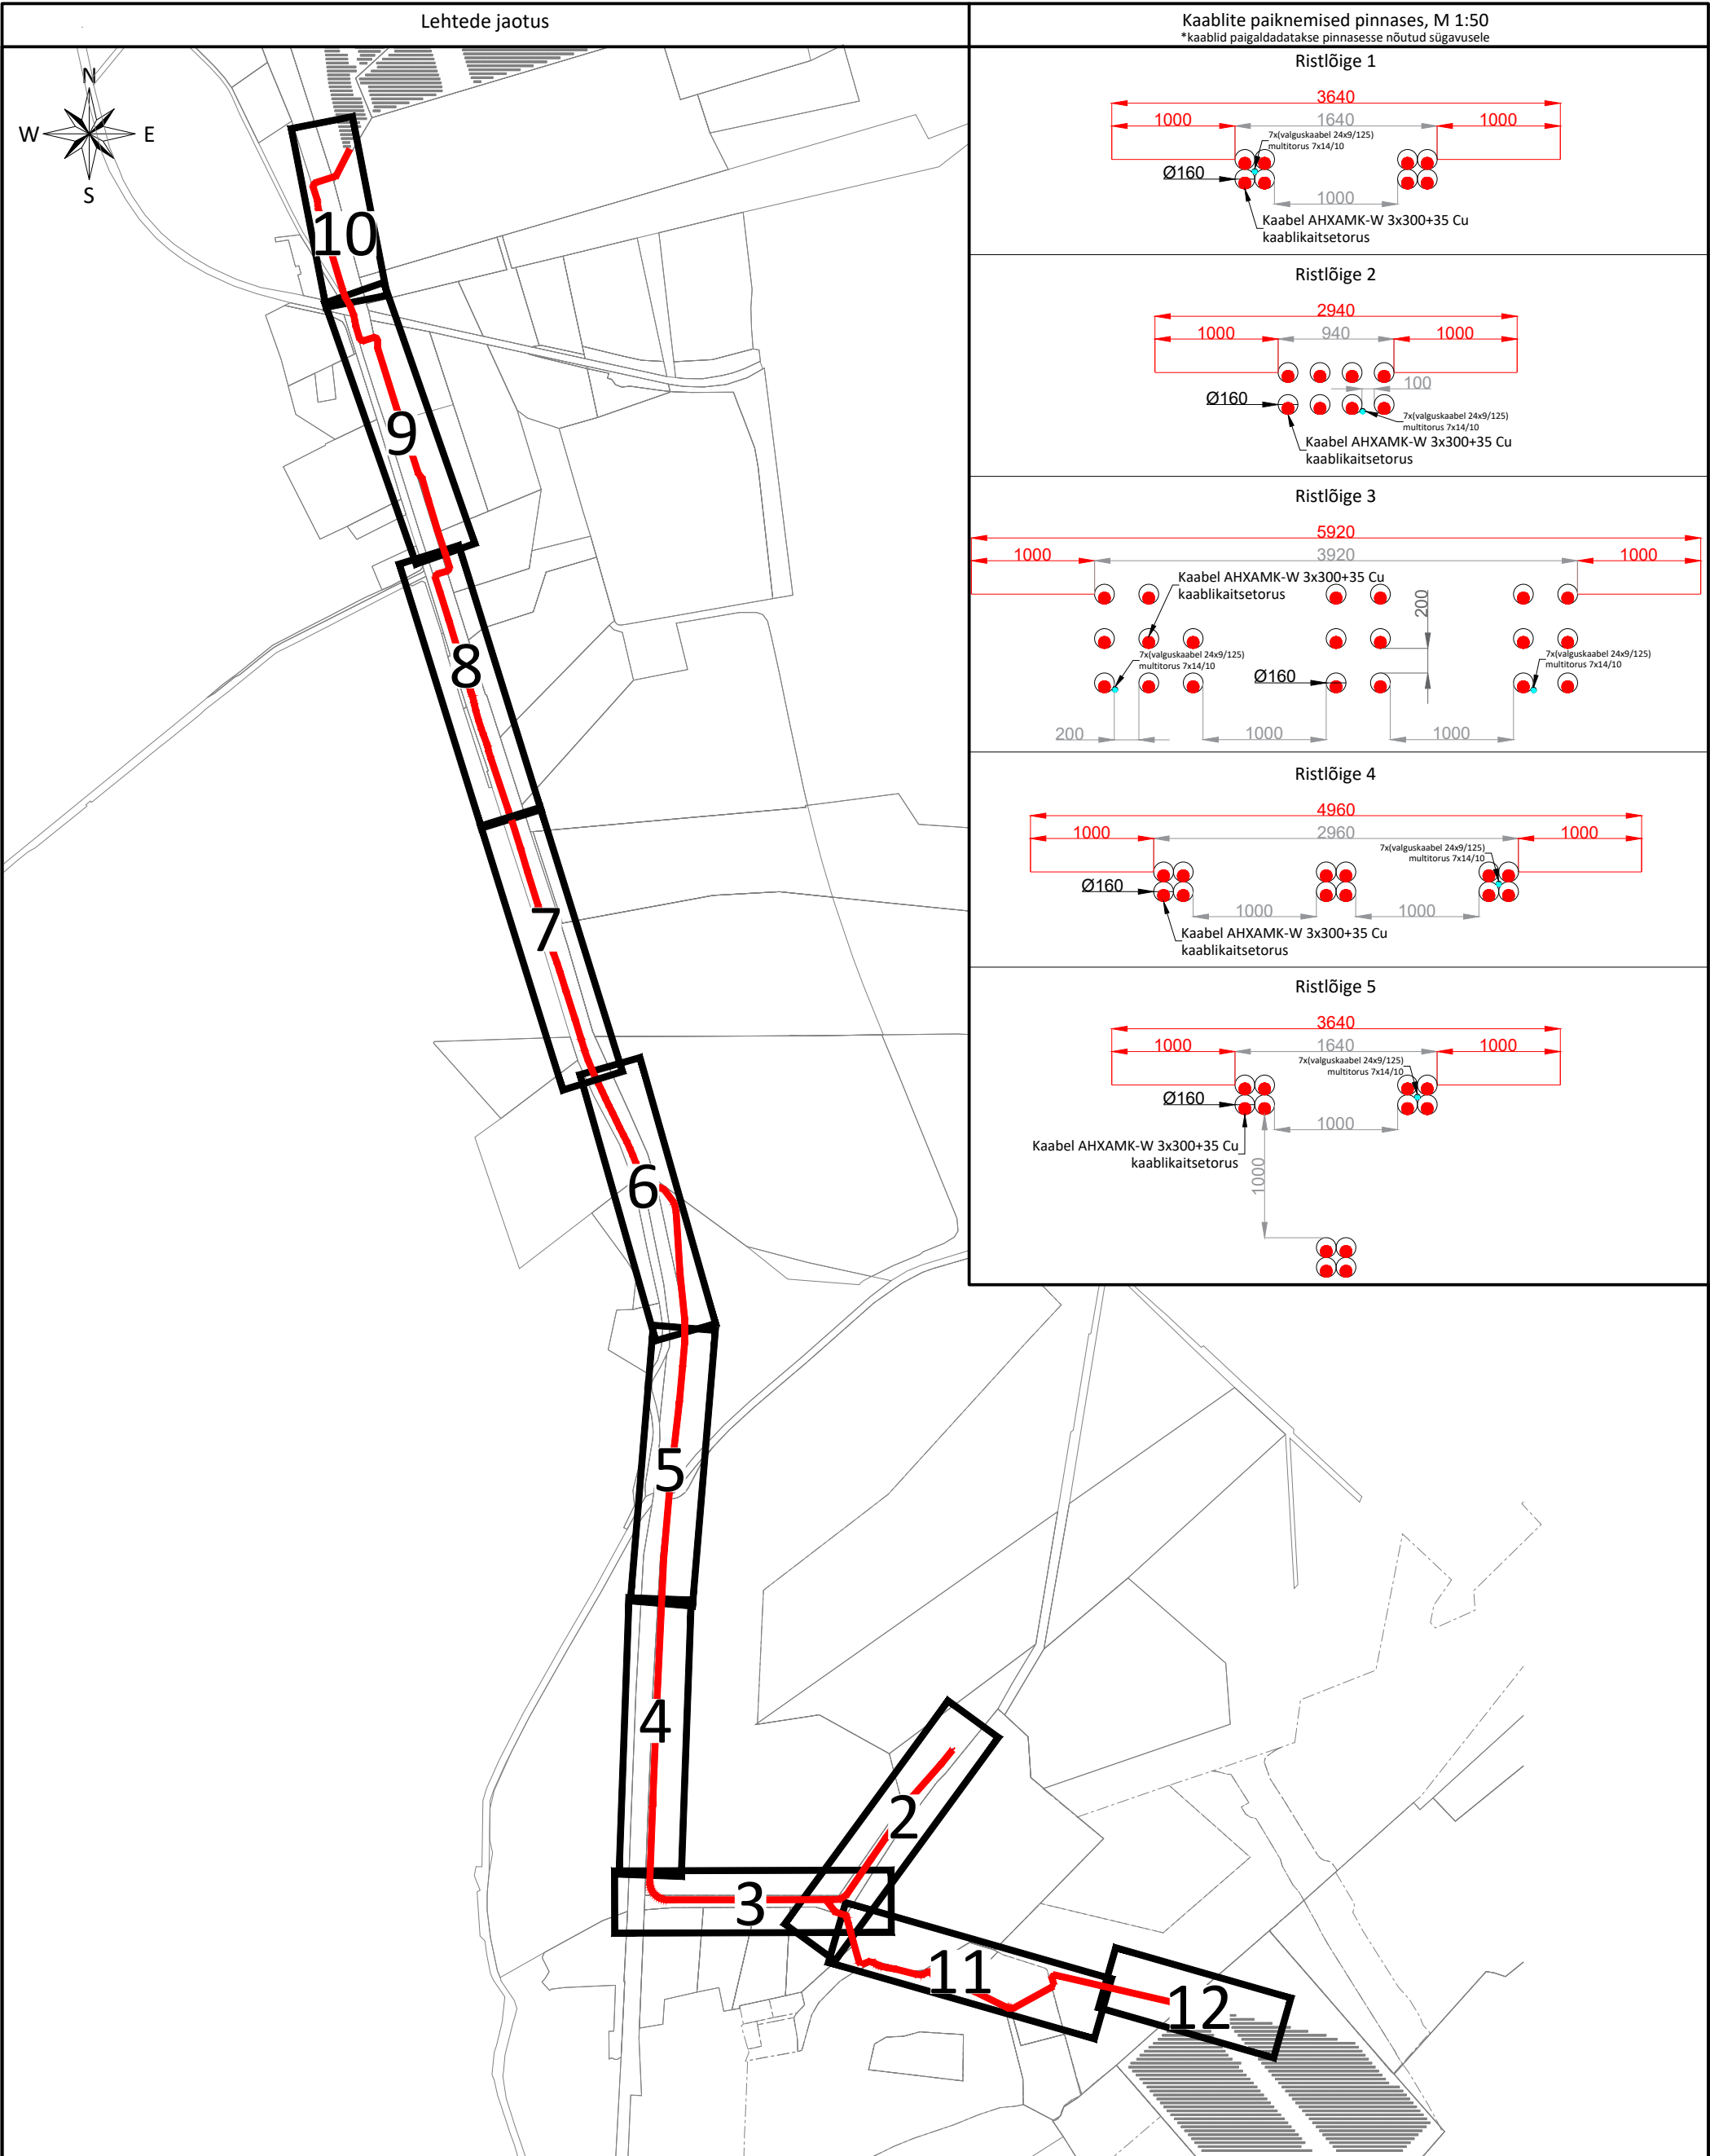 Lehtede jaotus
N
W
E
S
10
9
8
7
6
5
4
2
3
11
12
Kaablite paiknemised pinnases, M 1:50
*kaablid paigaldadatakse pinnasesse nõutud sügavusele
Ristlõige 1
3640
1000
1640
1000
7x(valguskaabel 24x9/125)
multitorus 7x14/10
Ø160
1000
Kaabel AHXAMK-W 3x300+35 Cu
kaablikaitsetorus
Ristlõige 2
2940
1000
940
1000
100
Ø160
7x(valguskaabel 24x9/125)
multitorus 7x14/10
Kaabel AHXAMK-W 3x300+35 Cu
kaablikaitsetorus
Ristlõige 3
5920
1000
3920
1000
Kaabel AHXAMK-W 3x300+35 Cu
kaablikaitsetorus
200
7x(valguskaabel 24x9/125)
multitorus 7x14/10
7x(valguskaabel 24x9/125)
multitorus 7x14/10
Ø160
200
1000
1000
Ristlõige 4
4960
1000
2960
1000
7x(valguskaabel 24x9/125)
multitorus 7x14/10
Ø160
1000
1000
Kaabel AHXAMK-W 3x300+35 Cu
kaablikaitsetorus
Ristlõige 5
3640
1000
1640
1000
7x(valguskaabel 24x9/125)
multitorus 7x14/10
Ø160
1000
Kaabel AHXAMK-W 3x300+35 Cu
kaablikaitsetorus
1000